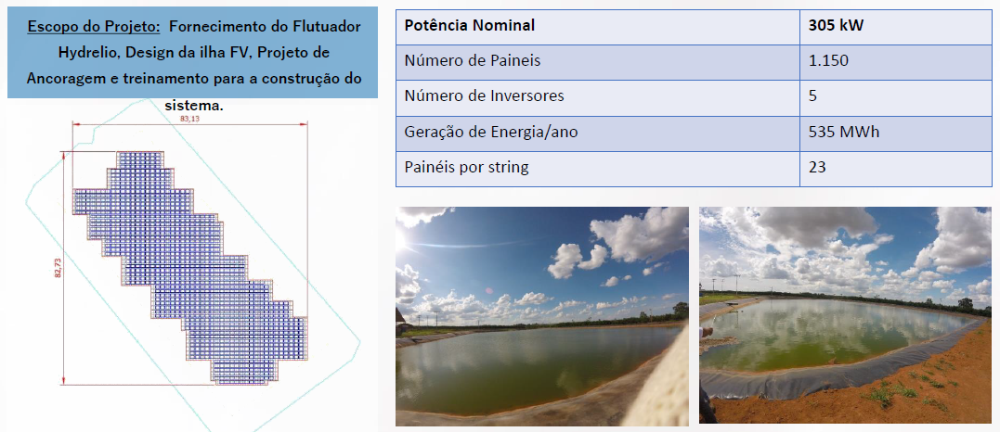 Escopo do Projeto: Fornecimento do Flutuador
Hydrelio, Design da ilha FV, Projeto de
Ancoragem e treinamento para a construção do
sistema.
83,13
82,73
Potência Nominal 305 kW
Número de Paineis 1.150
Número de Inversores 5
Geração de Energia/ano 535 MWh
Painéis por string 23